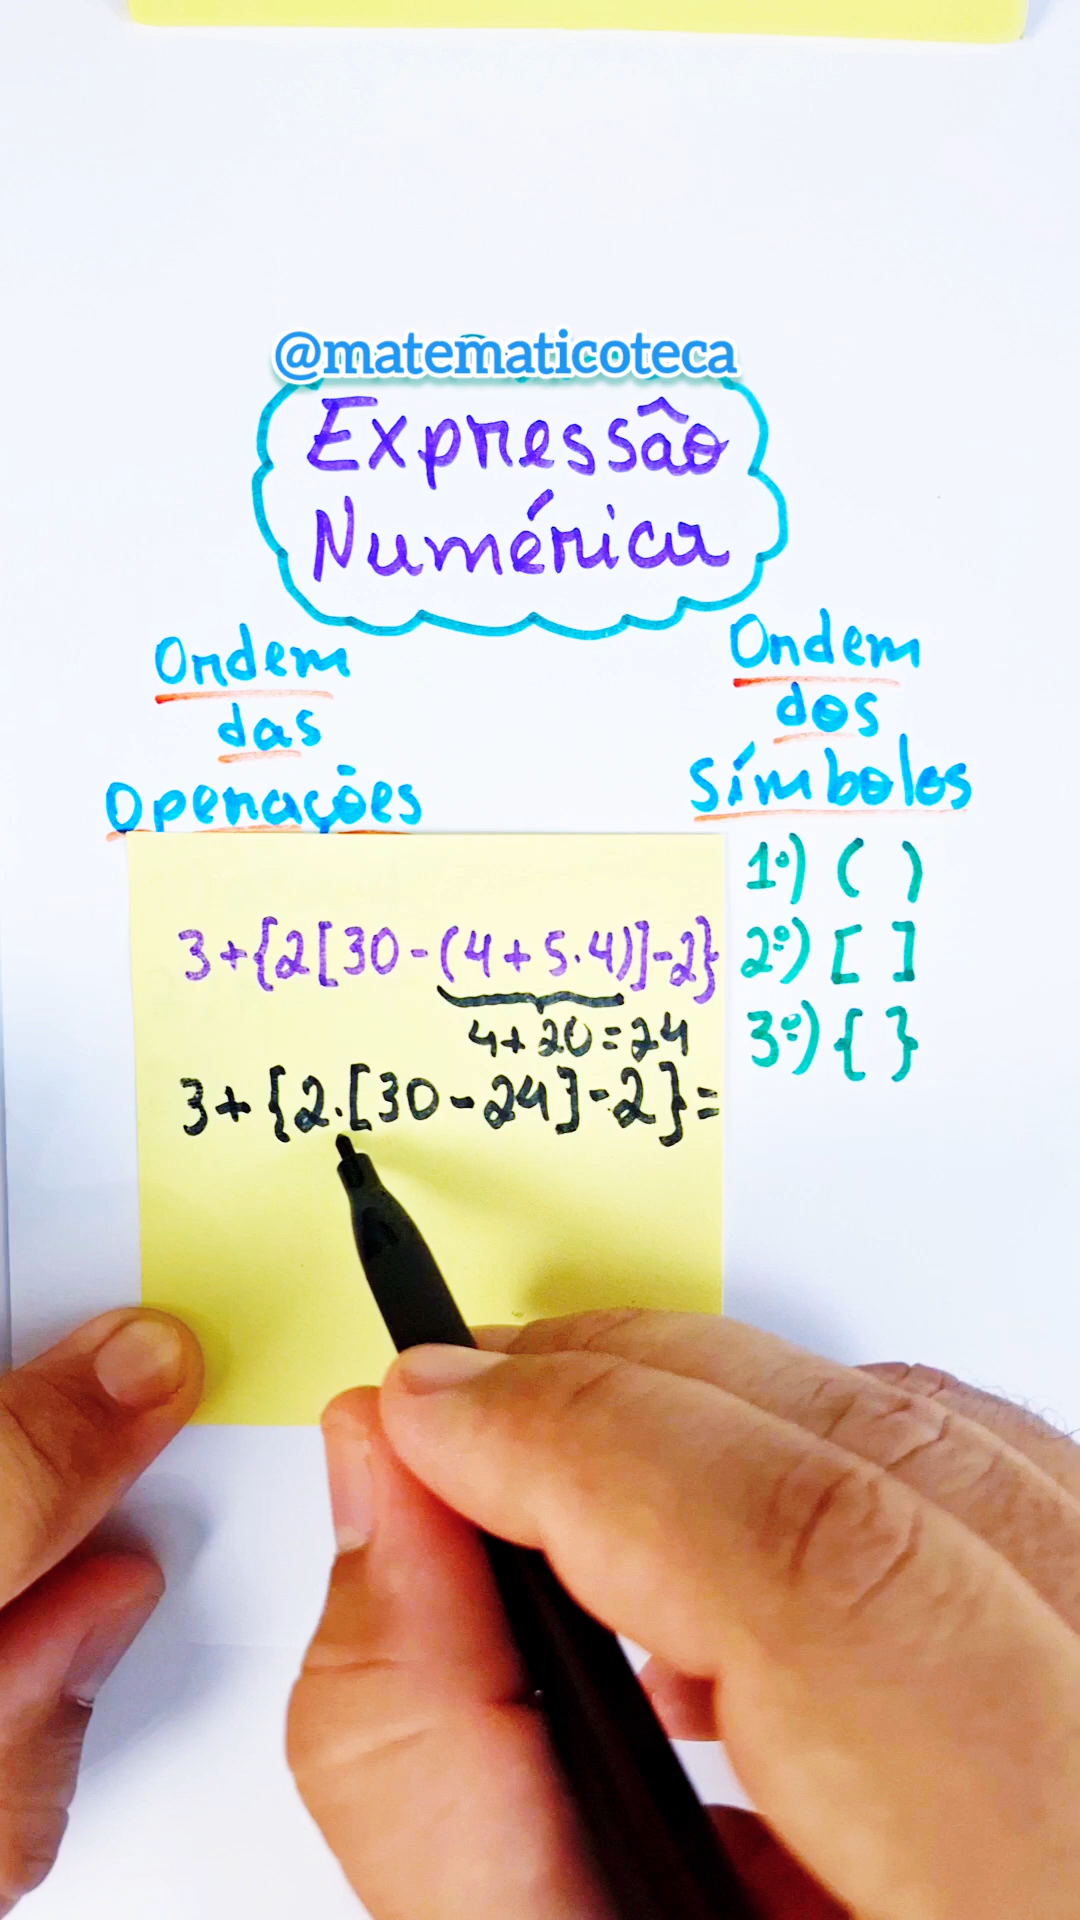 @matematicoteca
Expressão
Numérica
Ordem
das
Operações
Ordem
dos
Símbolos
1º) ( )
2º) [ ]
3º) { }
3+{2[30-(4+5.4)]-2}
4+20=24
3+{2.[30-24]-2}=